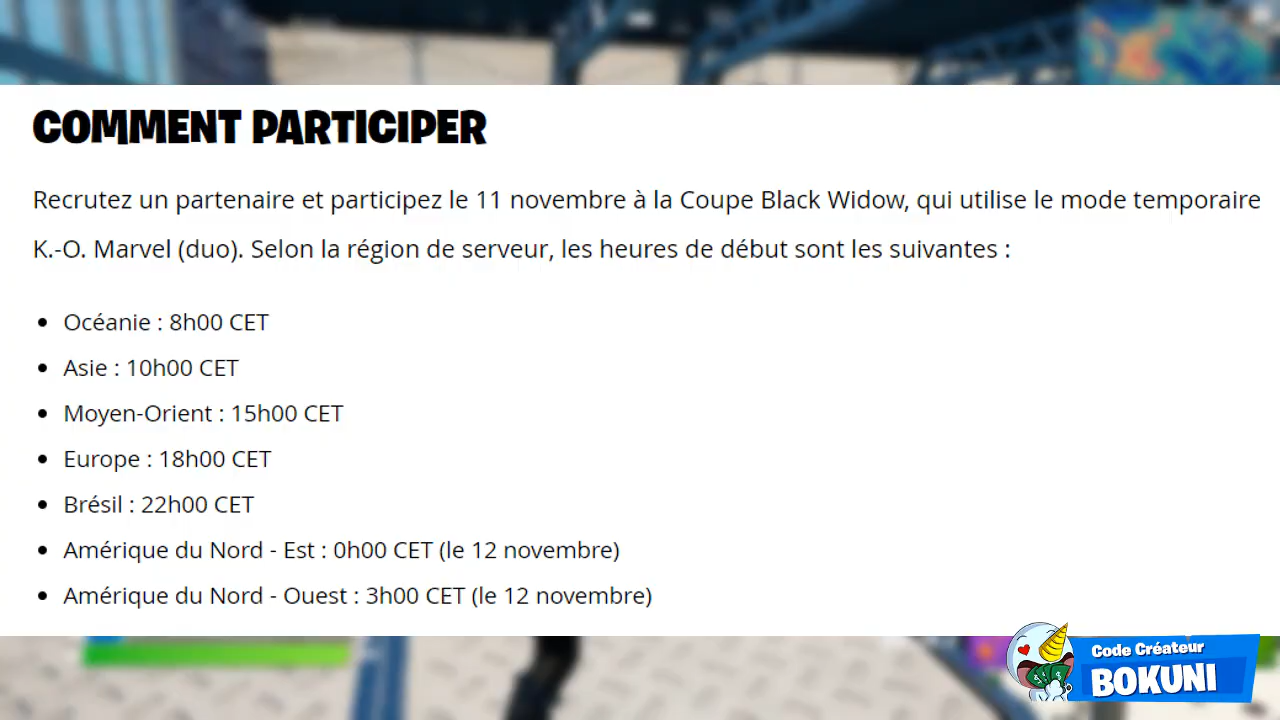 COMMENT PARTICIPER
Recrutez un partenaire et participez le 11 novembre à la Coupe Black Widow, qui utilise le mode temporaire
K.-O. Marvel (duo). Selon la région de serveur, les heures de début sont les suivantes :
• Océanie : 8h00 CET
• Asie : 10h00 CET
• Moyen-Orient : 15h00 CET
• Europe : 18h00 CET
• Brésil : 22h00 CET
• Amérique du Nord - Est : 0h00 CET (le 12 novembre)
• Amérique du Nord - Ouest : 3h00 CET (le 12 novembre)
Code Créateur
BOKUNI